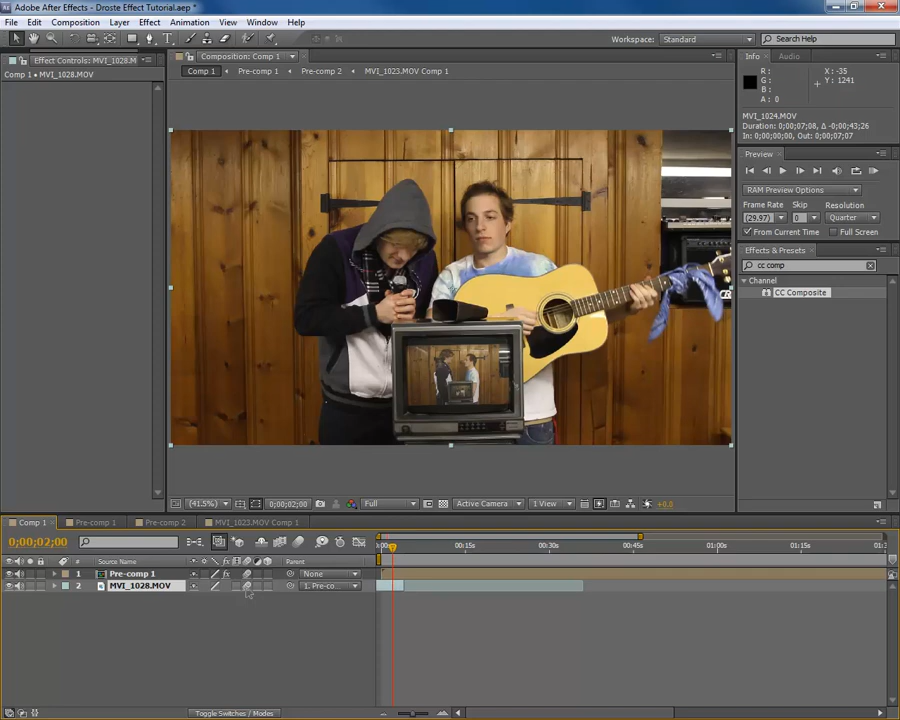 Adobe After Effects - Droste Effect Tutorial.aep *
File Edit Composition Layer Effect Animation View Window Help
Workspace: Standard Search Help
Effect Controls: MVI_1028.M
Comp 1 • MVI_1028.MOV
Composition: Comp 1
Comp 1 Pre-comp 1 Pre-comp 2 MVI_1023.MOV Comp 1
Info Audio
R : X : -35
G : Y : 1241
B :
A : 0
MVI_1024.MOV
Duration: 0;00;07;08, Δ -0;00;43;26
In: 0;00;00;00, Out: 0;00;07;07
Preview
RAM Preview Options
Frame Rate Skip Resolution
(29.97) 0 Quarter
From Current Time Full Screen
Effects & Presets
cc comp
Channel
CC Composite
(41.5%) 0;00;02;00 Full Active Camera 1 View +0.0
Comp 1 Pre-comp 1 Pre-comp 2 MVI_1023.MOV Comp 1
0;00;02;00
:00s 00:15s 00:30s 00:45s 01:00s 01:15s 01:3
# Source Name Parent
1 Pre-comp 1 None
2 MVI_1028.MOV 1. Pre-co...
Toggle Switches / Modes